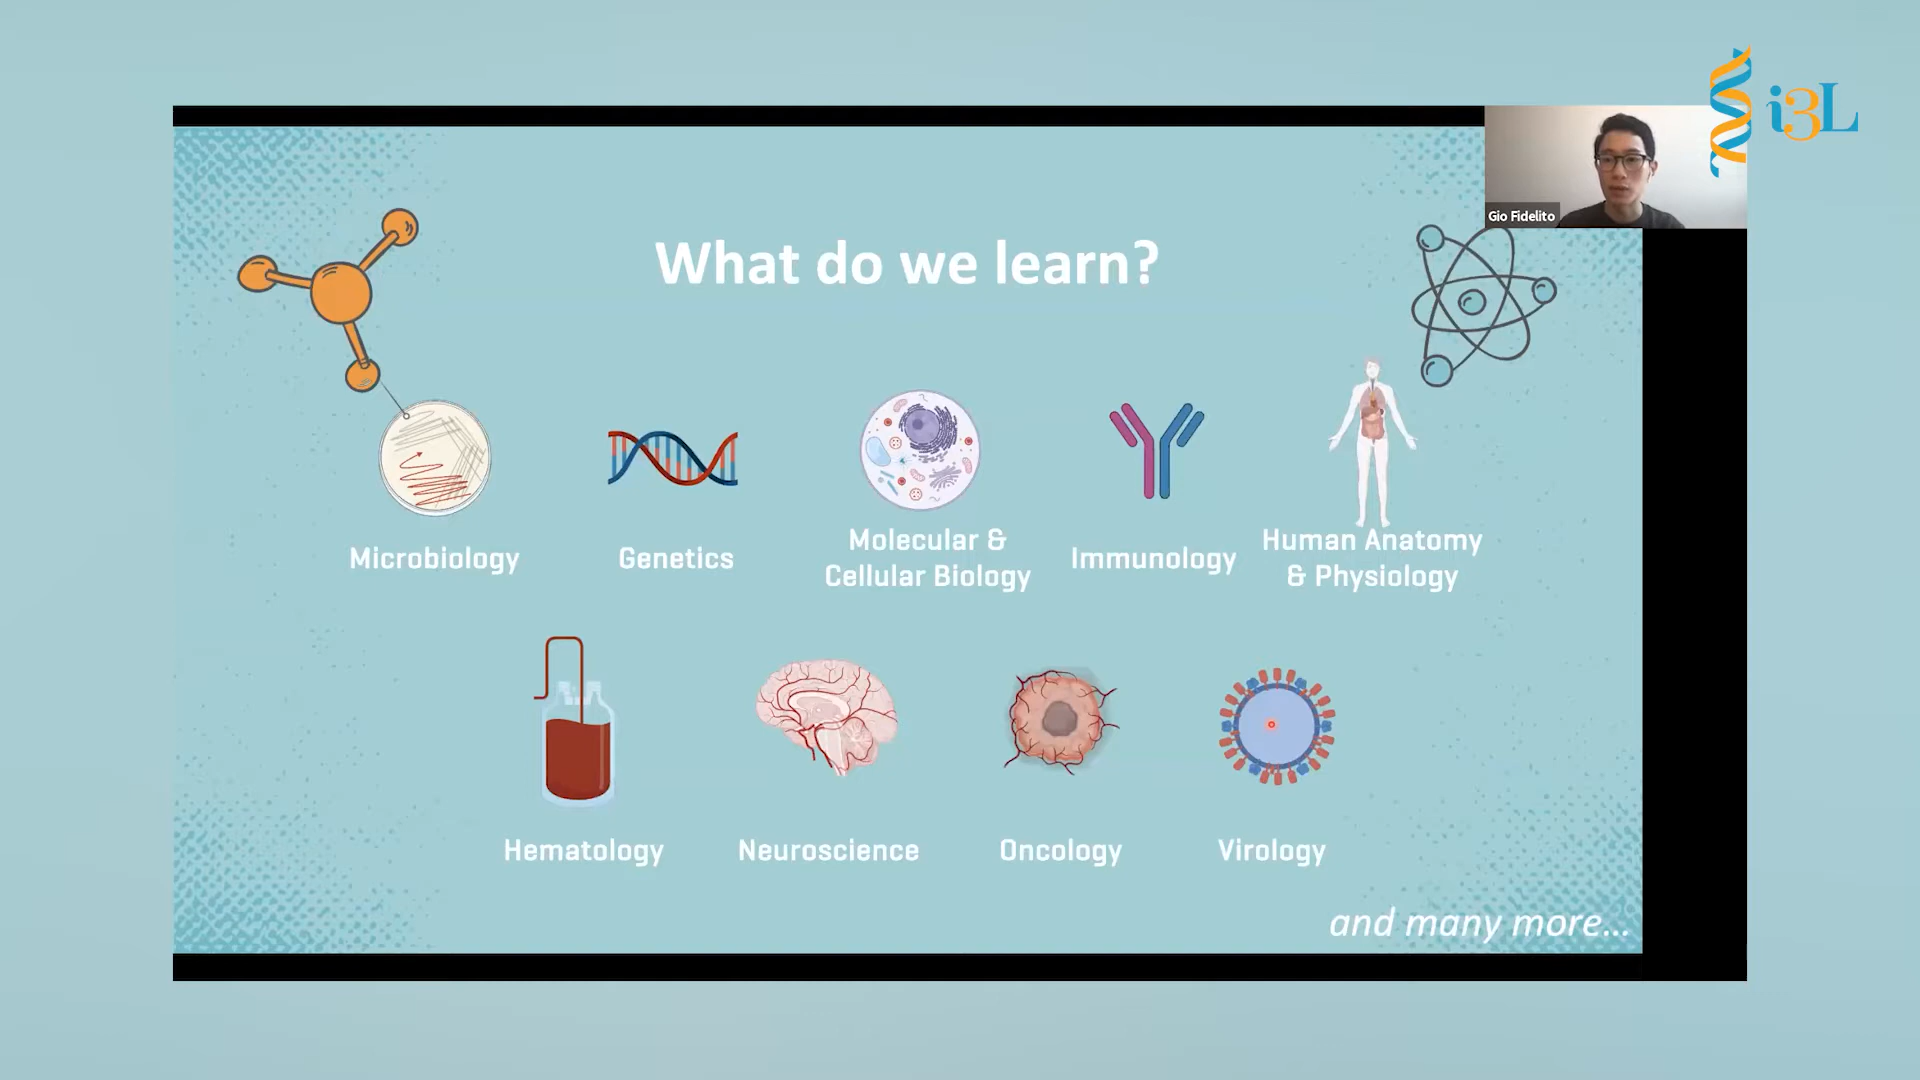 i3L
Gio Fidelito
What do we learn?
Microbiology
Genetics
Molecular &
Cellular Biology
Immunology
Human Anatomy
& Physiology
Hematology
Neuroscience
Oncology
Virology
and many more...